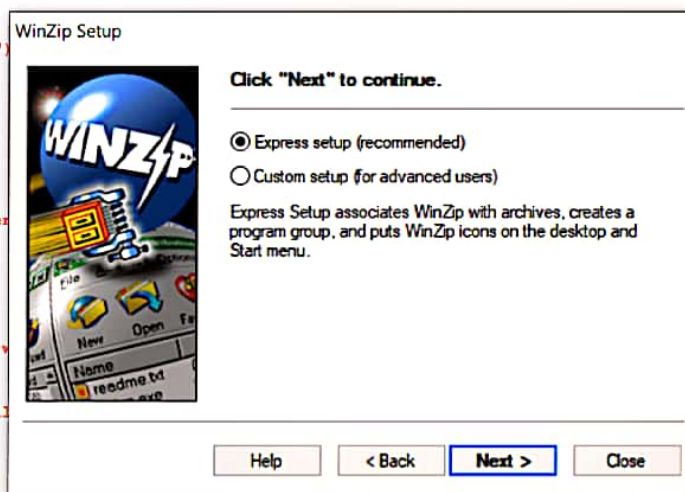 WinZip Setup
Click "Next" to continue.
WINZIP
Express setup (recommended)
Custom setup (for advanced users)
Express Setup associates WinZip with archives, creates a
program group, and puts WinZip icons on the desktop and
Start menu.
File
Options
New
Open
Name
readme.txt
.exe
Help
< Back
Next >
Close